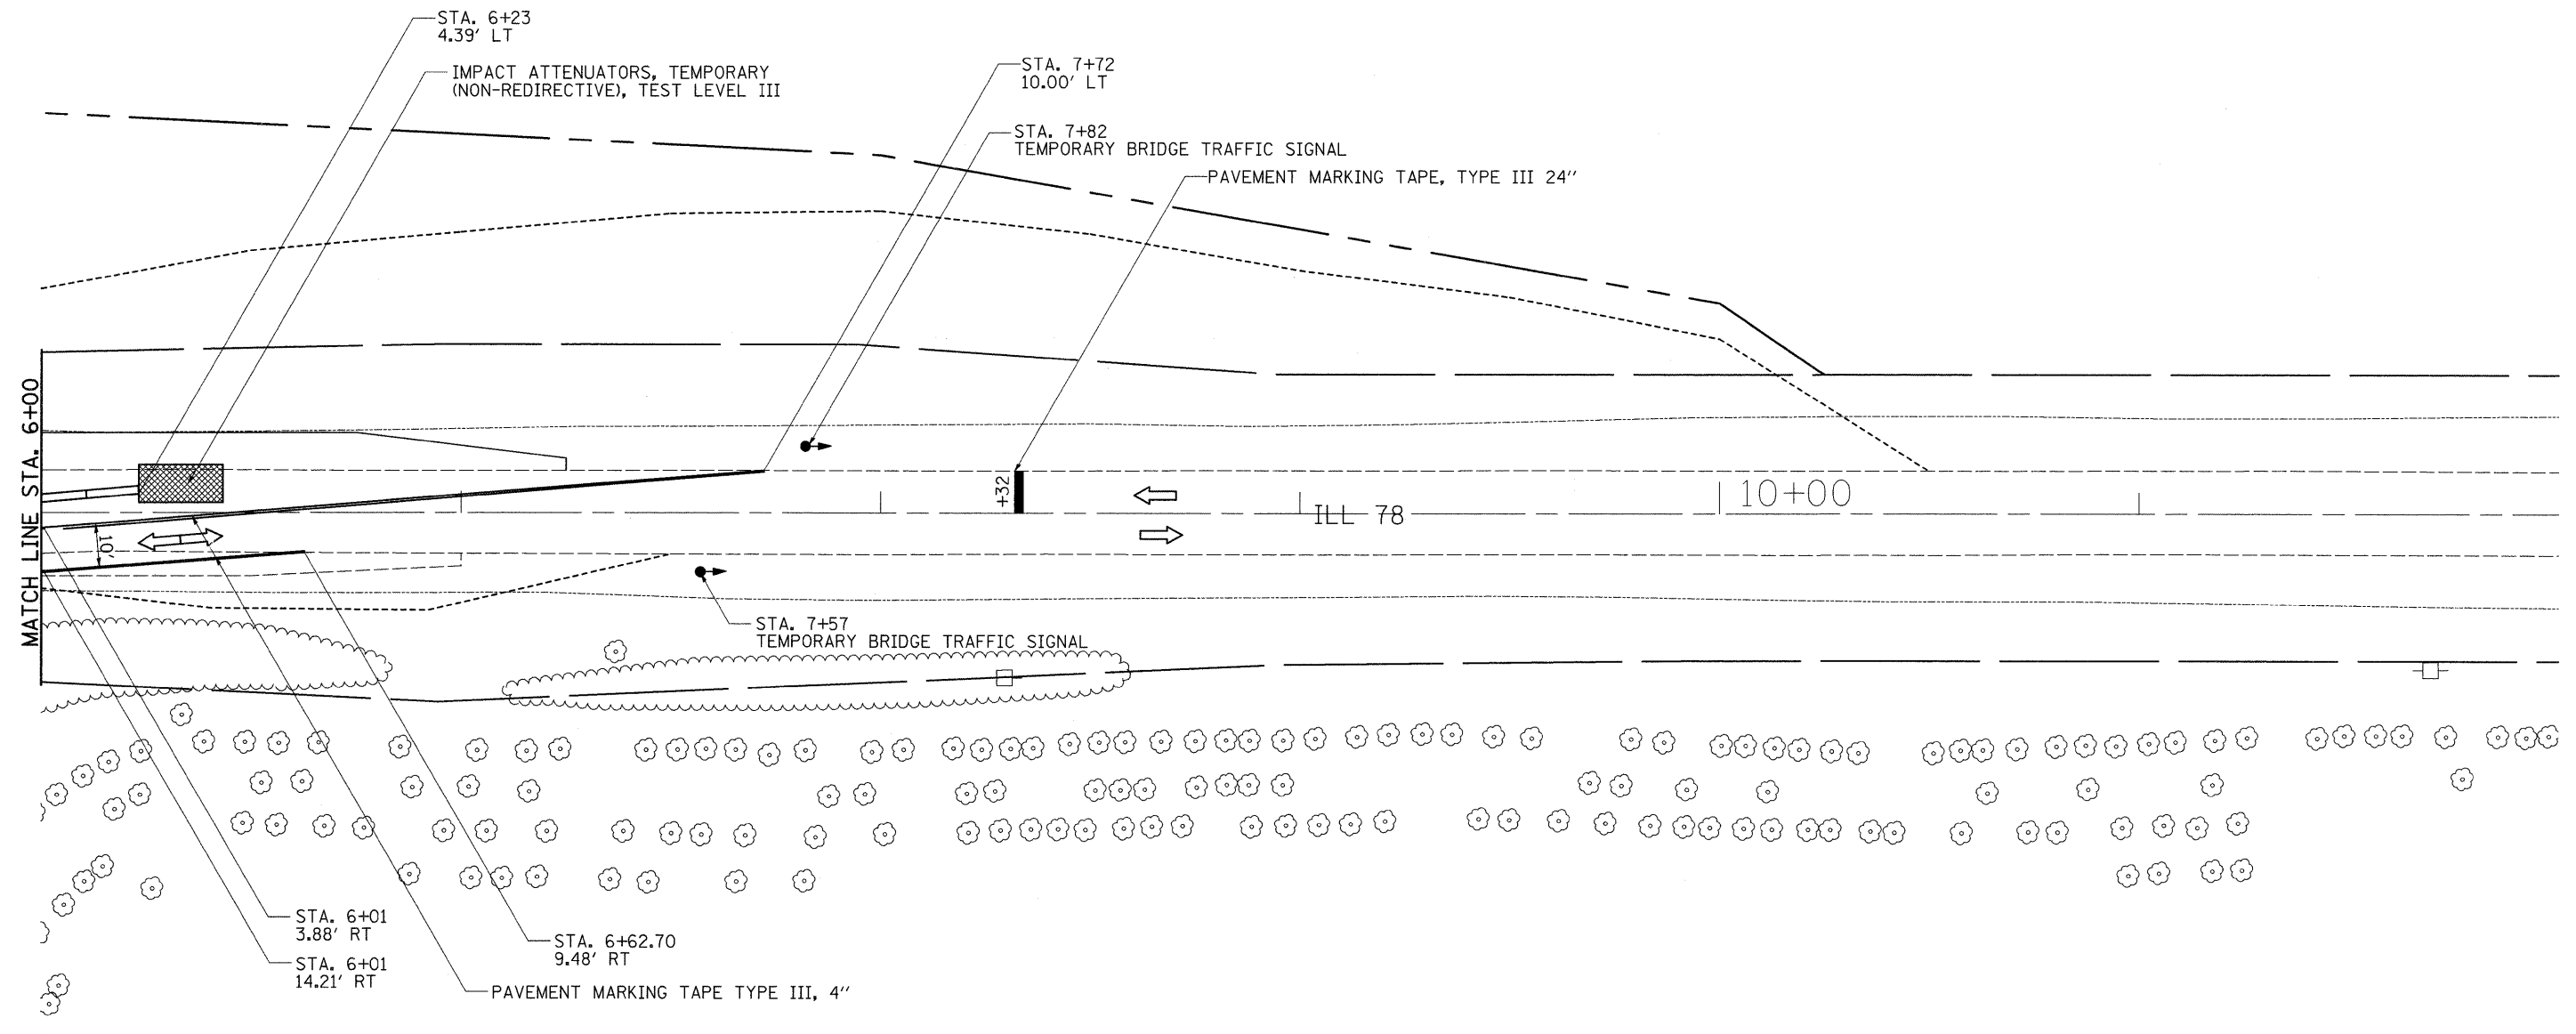 STA. 6+23
4.39' LT
IMPACT ATTENUATORS, TEMPORARY
(NON-REDIRECTIVE), TEST LEVEL III
STA. 7+72
10.00' LT
STA. 7+82
TEMPORARY BRIDGE TRAFFIC SIGNAL
PAVEMENT MARKING TAPE, TYPE III 24"
MATCH LINE STA. 6+00
+32
10+00
ILL 78
10'
STA. 7+57
TEMPORARY BRIDGE TRAFFIC SIGNAL
STA. 6+01
3.88' RT
STA. 6+01
14.21' RT
STA. 6+62.70
9.48' RT
PAVEMENT MARKING TAPE TYPE III, 4"